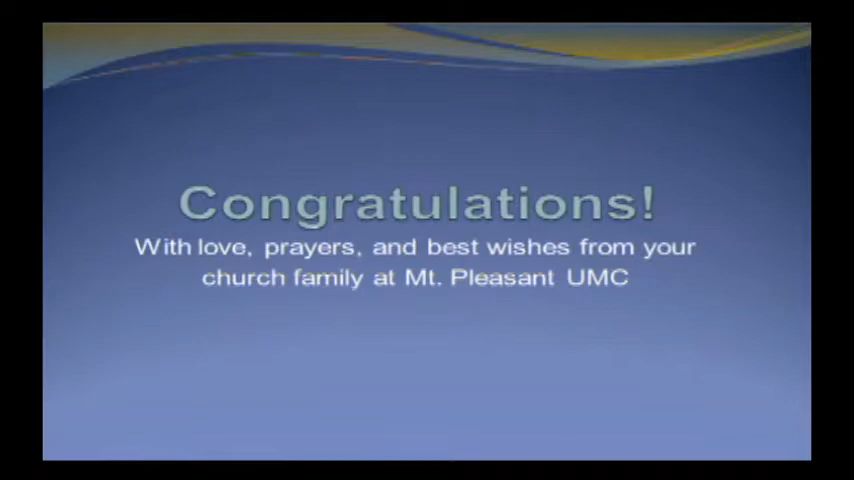 Congratulations!
With love, prayers, and best wishes from your
church family at Mt. Pleasant UMC